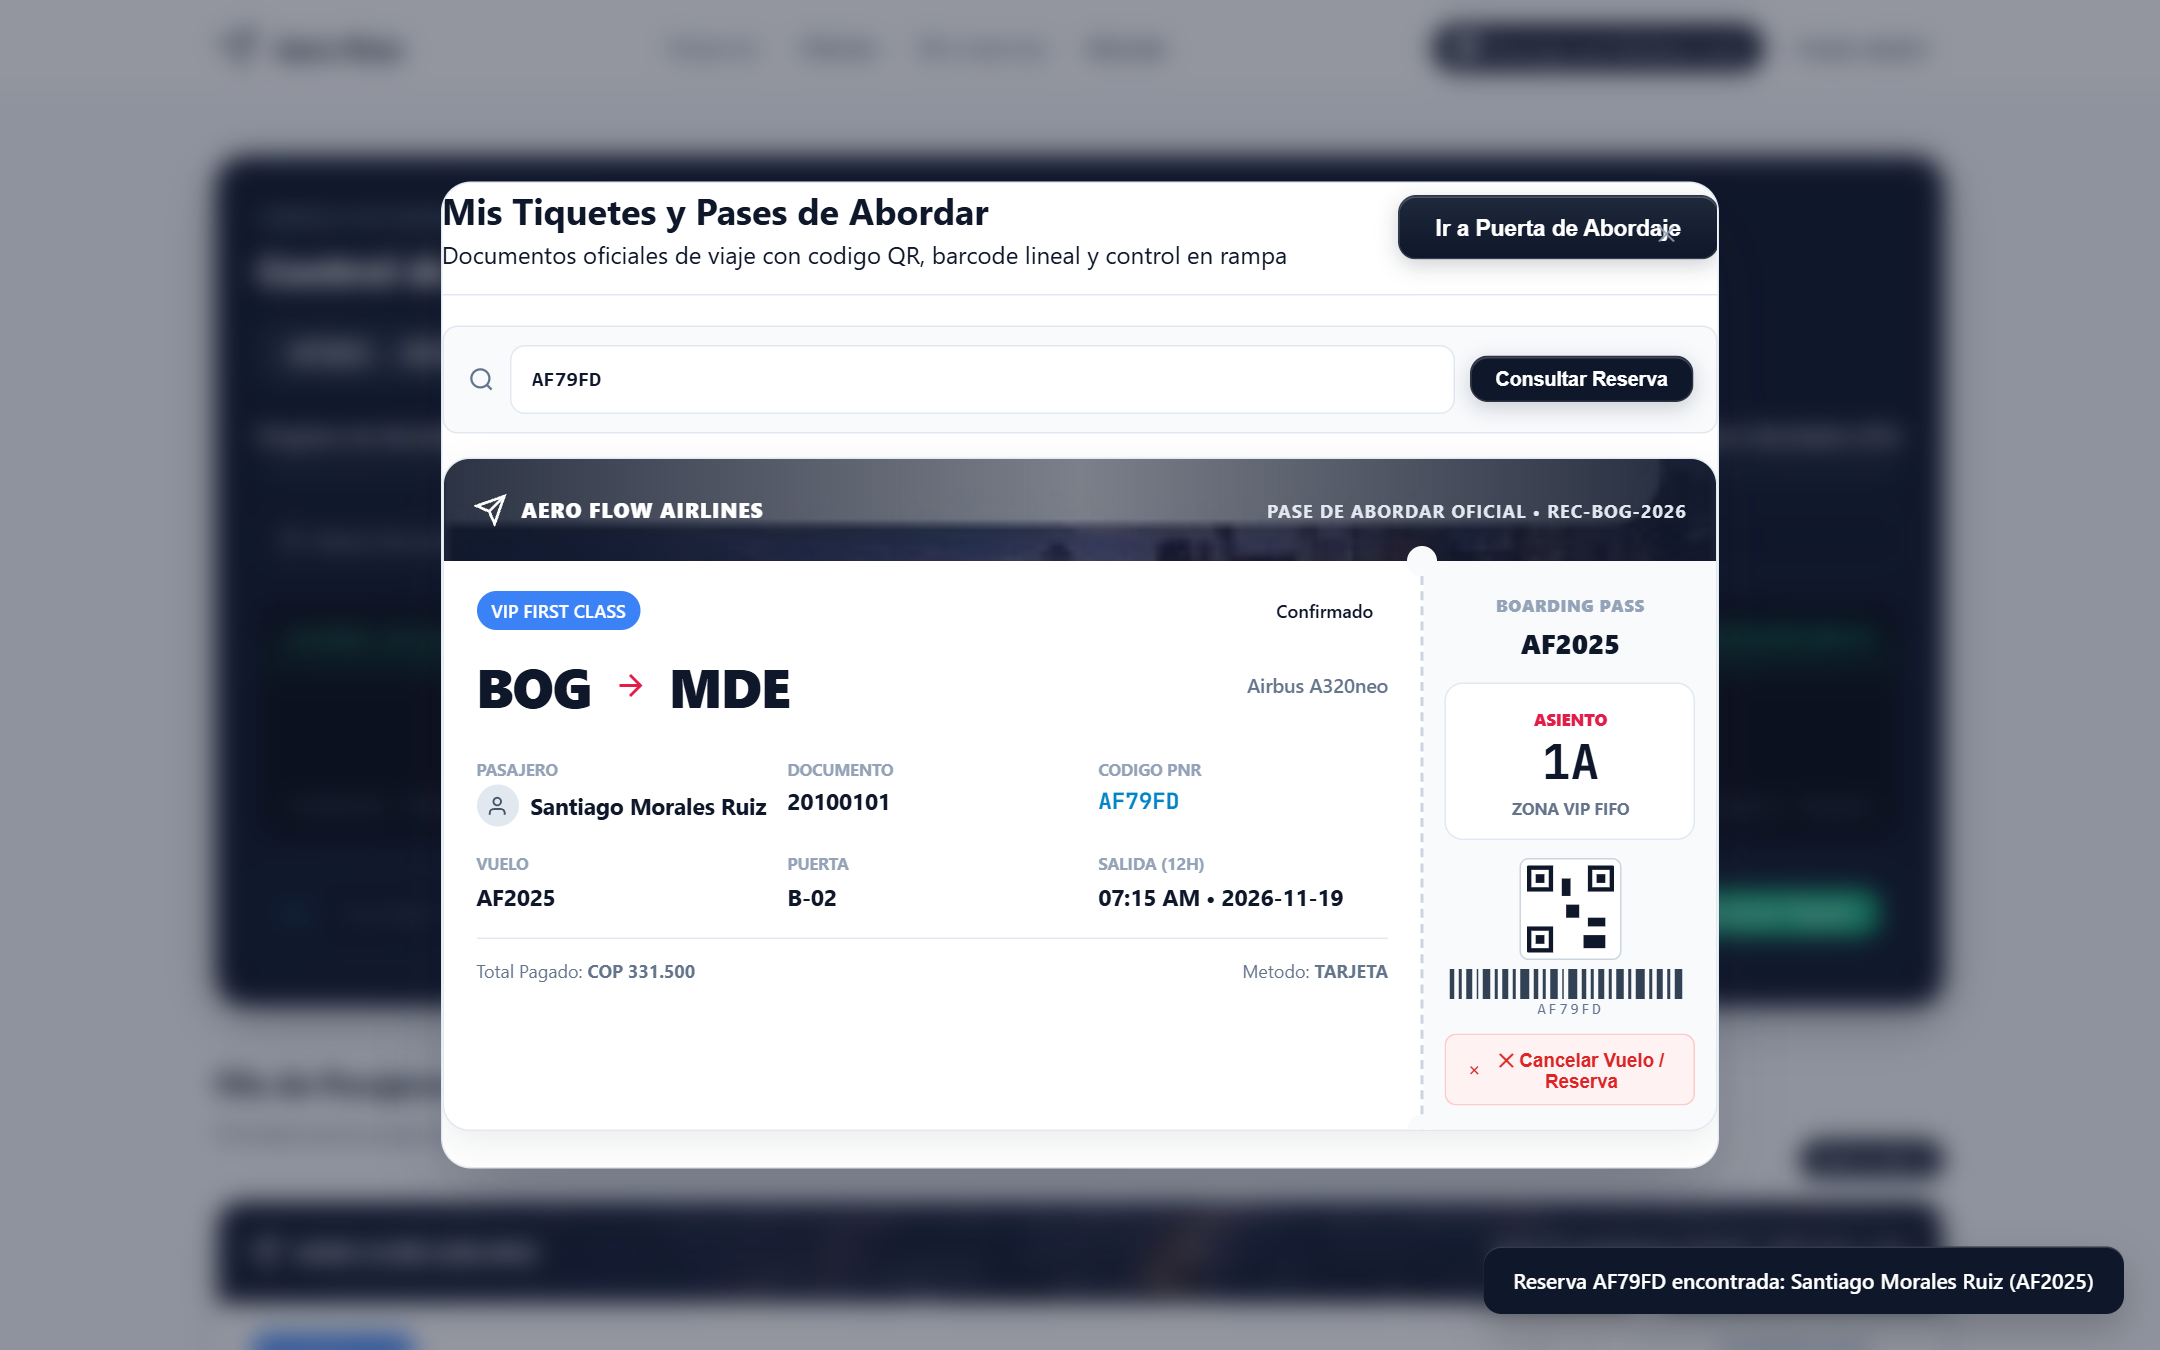 Mis Tiquetes y Pases de Abordar
Documentos oficiales de viaje con codigo QR, barcode lineal y control en rampa
Ir a Puerta de Abordaje
AF79FD
Consultar Reserva
AERO FLOW AIRLINES
PASE DE ABORDAR OFICIAL • REC-BOG-2026
VIP FIRST CLASS
Confirmado
BOG → MDE
Airbus A320neo
PASAJERO
Santiago Morales Ruiz
DOCUMENTO
20100101
CODIGO PNR
AF79FD
VUELO
AF2025
PUERTA
B-02
SALIDA (12H)
07:15 AM • 2026-11-19
Total Pagado: COP 331.500
Metodo: TARJETA
BOARDING PASS
AF2025
ASIENTO
1A
ZONA VIP FIFO
AF79FD
× ✕ Cancelar Vuelo /
Reserva
Reserva AF79FD encontrada: Santiago Morales Ruiz (AF2025)